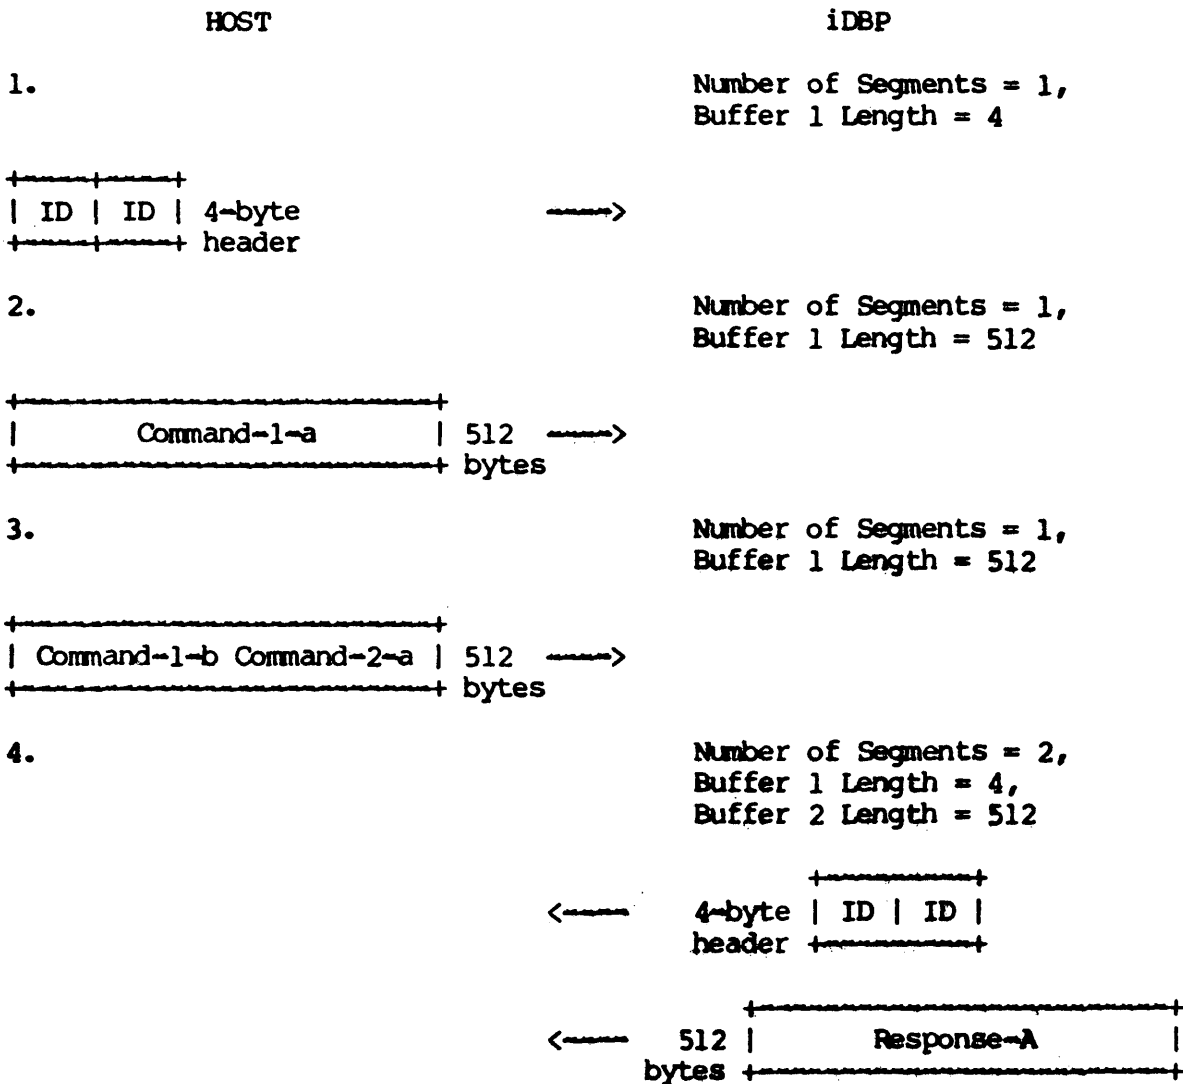 HOST iDBP
1. Number of Segments = 1,
Buffer 1 Length = 4
+-----+-----+
| ID | ID | 4-byte ----->
+-----+-----+ header
2. Number of Segments = 1,
Buffer 1 Length = 512
+---------------------------+
| Command-1-a | 512 ----->
+---------------------------+ bytes
3. Number of Segments = 1,
Buffer 1 Length = 512
+---------------------------+
| Command-1-b Command-2-a | 512 ----->
+---------------------------+ bytes
4. Number of Segments = 2,
Buffer 1 Length = 4,
Buffer 2 Length = 512
+-----------+
<----- 4-byte | ID | ID |
header +-----------+
+---------------------------+
<----- 512 | Response-A |
bytes +---------------------------+